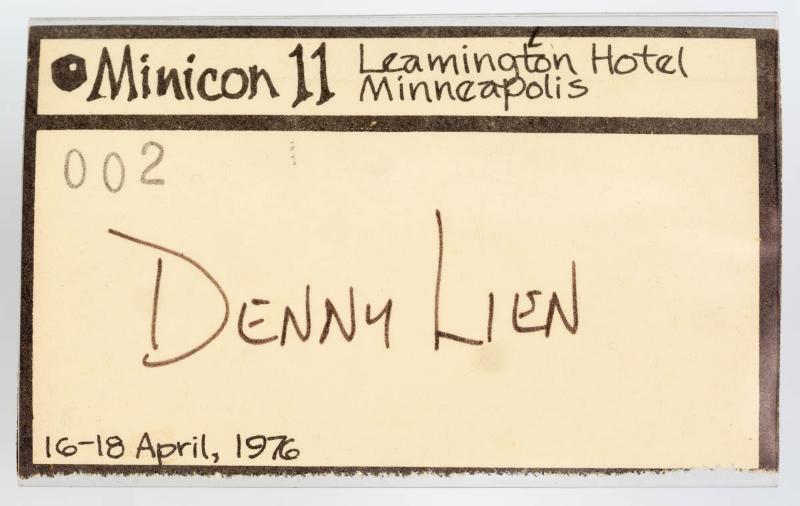 Minicon 11
Leamington Hotel
Minneapolis
002
DENNY LIEN
16-18 April, 1976